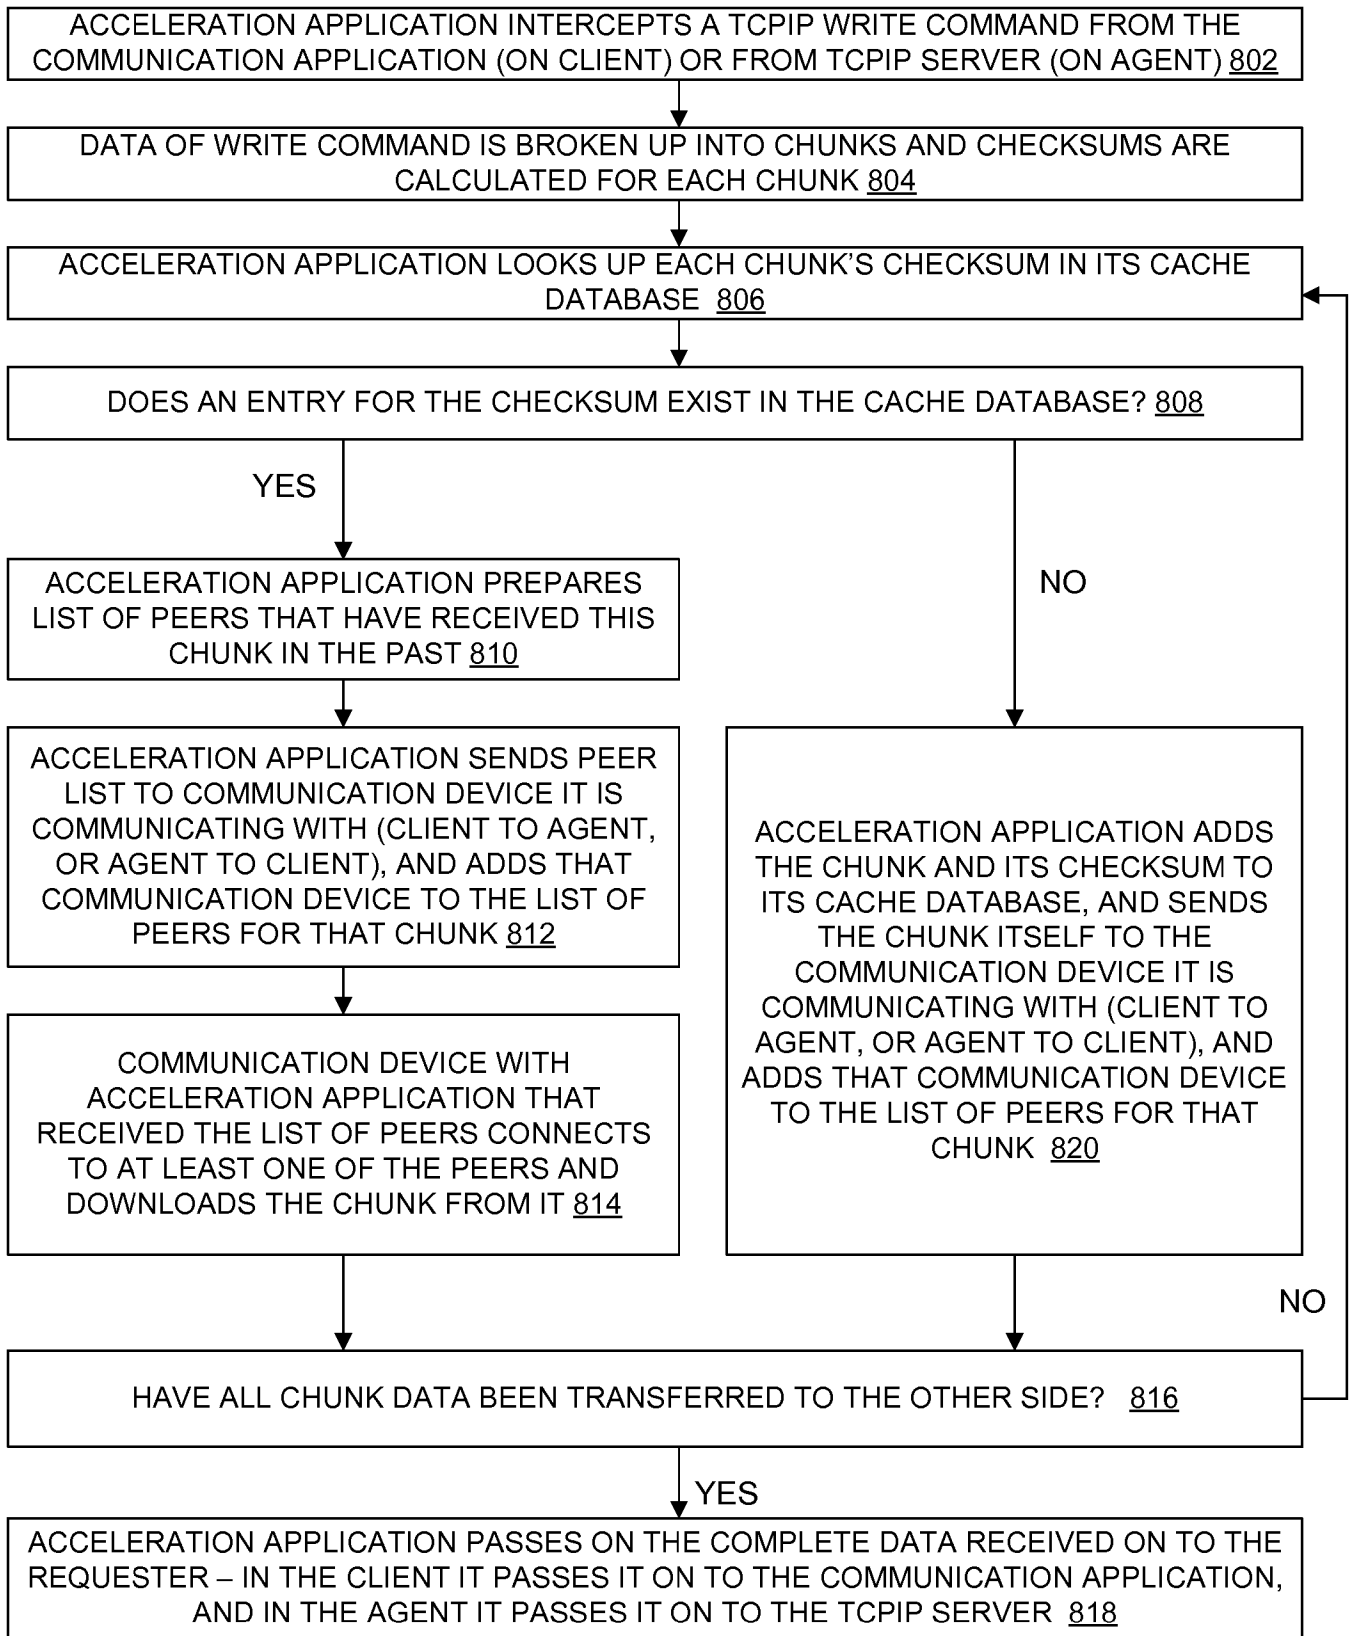 ACCELERATION APPLICATION INTERCEPTS A TCPIP WRITE COMMAND FROM THE
COMMUNICATION APPLICATION (ON CLIENT) OR FROM TCPIP SERVER (ON AGENT) 802
DATA OF WRITE COMMAND IS BROKEN UP INTO CHUNKS AND CHECKSUMS ARE
CALCULATED FOR EACH CHUNK 804
ACCELERATION APPLICATION LOOKS UP EACH CHUNK’S CHECKSUM IN ITS CACHE
DATABASE 806
DOES AN ENTRY FOR THE CHECKSUM EXIST IN THE CACHE DATABASE? 808
YES
ACCELERATION APPLICATION PREPARES
LIST OF PEERS THAT HAVE RECEIVED THIS
CHUNK IN THE PAST 810
ACCELERATION APPLICATION SENDS PEER
LIST TO COMMUNICATION DEVICE IT IS
COMMUNICATING WITH (CLIENT TO AGENT,
OR AGENT TO CLIENT), AND ADDS THAT
COMMUNICATION DEVICE TO THE LIST OF
PEERS FOR THAT CHUNK 812
COMMUNICATION DEVICE WITH
ACCELERATION APPLICATION THAT
RECEIVED THE LIST OF PEERS CONNECTS
TO AT LEAST ONE OF THE PEERS AND
DOWNLOADS THE CHUNK FROM IT 814
NO
ACCELERATION APPLICATION ADDS
THE CHUNK AND ITS CHECKSUM TO
ITS CACHE DATABASE, AND SENDS
THE CHUNK ITSELF TO THE
COMMUNICATION DEVICE IT IS
COMMUNICATING WITH (CLIENT TO
AGENT, OR AGENT TO CLIENT), AND
ADDS THAT COMMUNICATION DEVICE
TO THE LIST OF PEERS FOR THAT
CHUNK 820
NO
HAVE ALL CHUNK DATA BEEN TRANSFERRED TO THE OTHER SIDE? 816
YES
ACCELERATION APPLICATION PASSES ON THE COMPLETE DATA RECEIVED ON TO THE
REQUESTER – IN THE CLIENT IT PASSES IT ON TO THE COMMUNICATION APPLICATION,
AND IN THE AGENT IT PASSES IT ON TO THE TCPIP SERVER 818